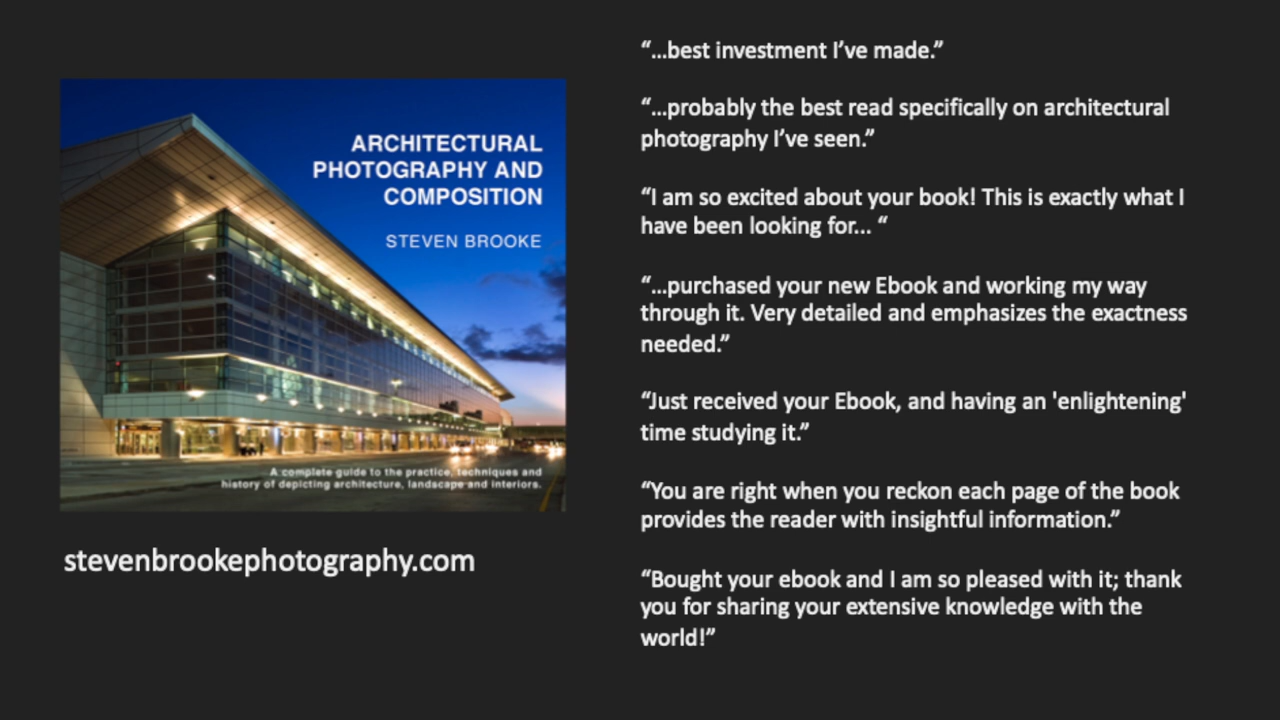 ARCHITECTURAL
PHOTOGRAPHY AND
COMPOSITION
STEVEN BROOKE
A complete guide to the practice, techniques and
history of depicting architecture, landscape and interiors.
stevenbrookephotography.com
“...best investment I’ve made.”
“...probably the best read specifically on architectural
photography I’ve seen.”
“I am so excited about your book! This is exactly what I
have been looking for... “
“...purchased your new Ebook and working my way
through it. Very detailed and emphasizes the exactness
needed.”
“Just received your Ebook, and having an 'enlightening'
time studying it.”
“You are right when you reckon each page of the book
provides the reader with insightful information.”
“Bought your ebook and I am so pleased with it; thank
you for sharing your extensive knowledge with the
world!”